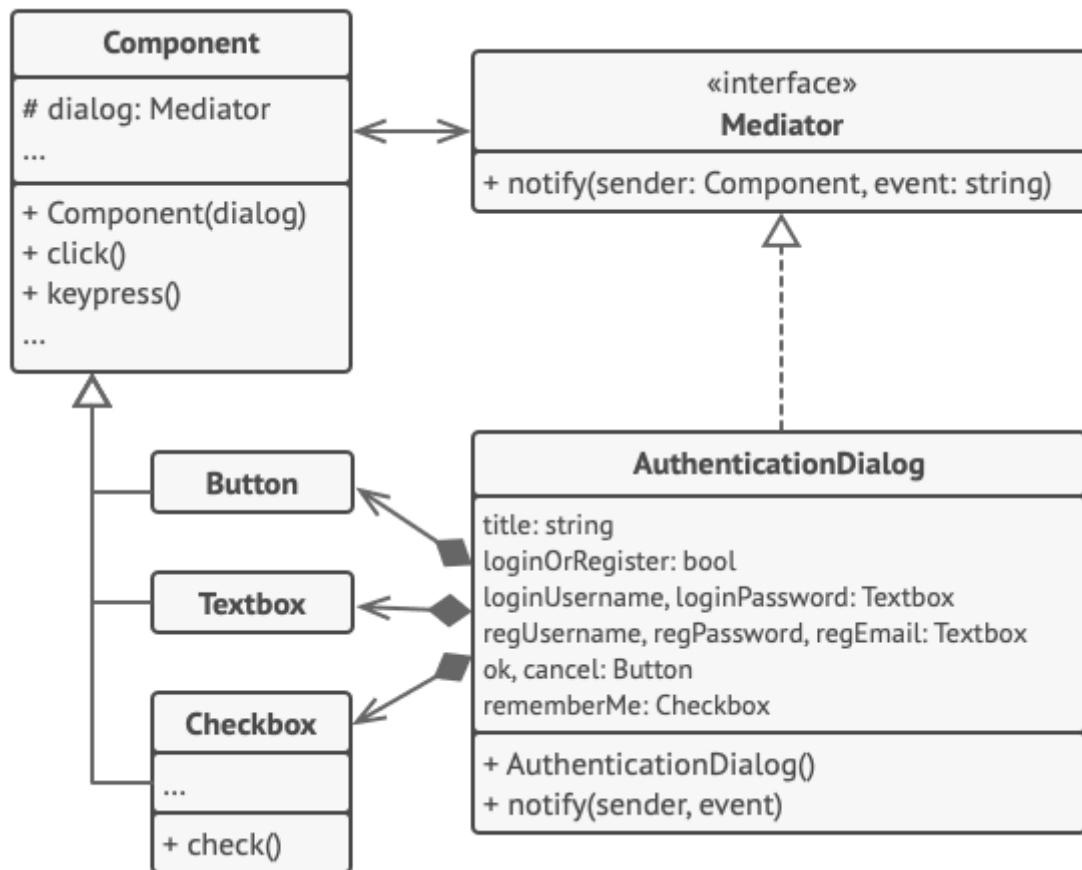 Component
# dialog: Mediator
...
+ Component(dialog)
+ click()
+ keypress()
...
«interface»
Mediator
+ notify(sender: Component, event: string)
Button
Textbox
Checkbox
...
+ check()
AuthenticationDialog
title: string
loginOrRegister: bool
loginUsername, loginPassword: Textbox
regUsername, regPassword, regEmail: Textbox
ok, cancel: Button
rememberMe: Checkbox
+ AuthenticationDialog()
+ notify(sender, event)